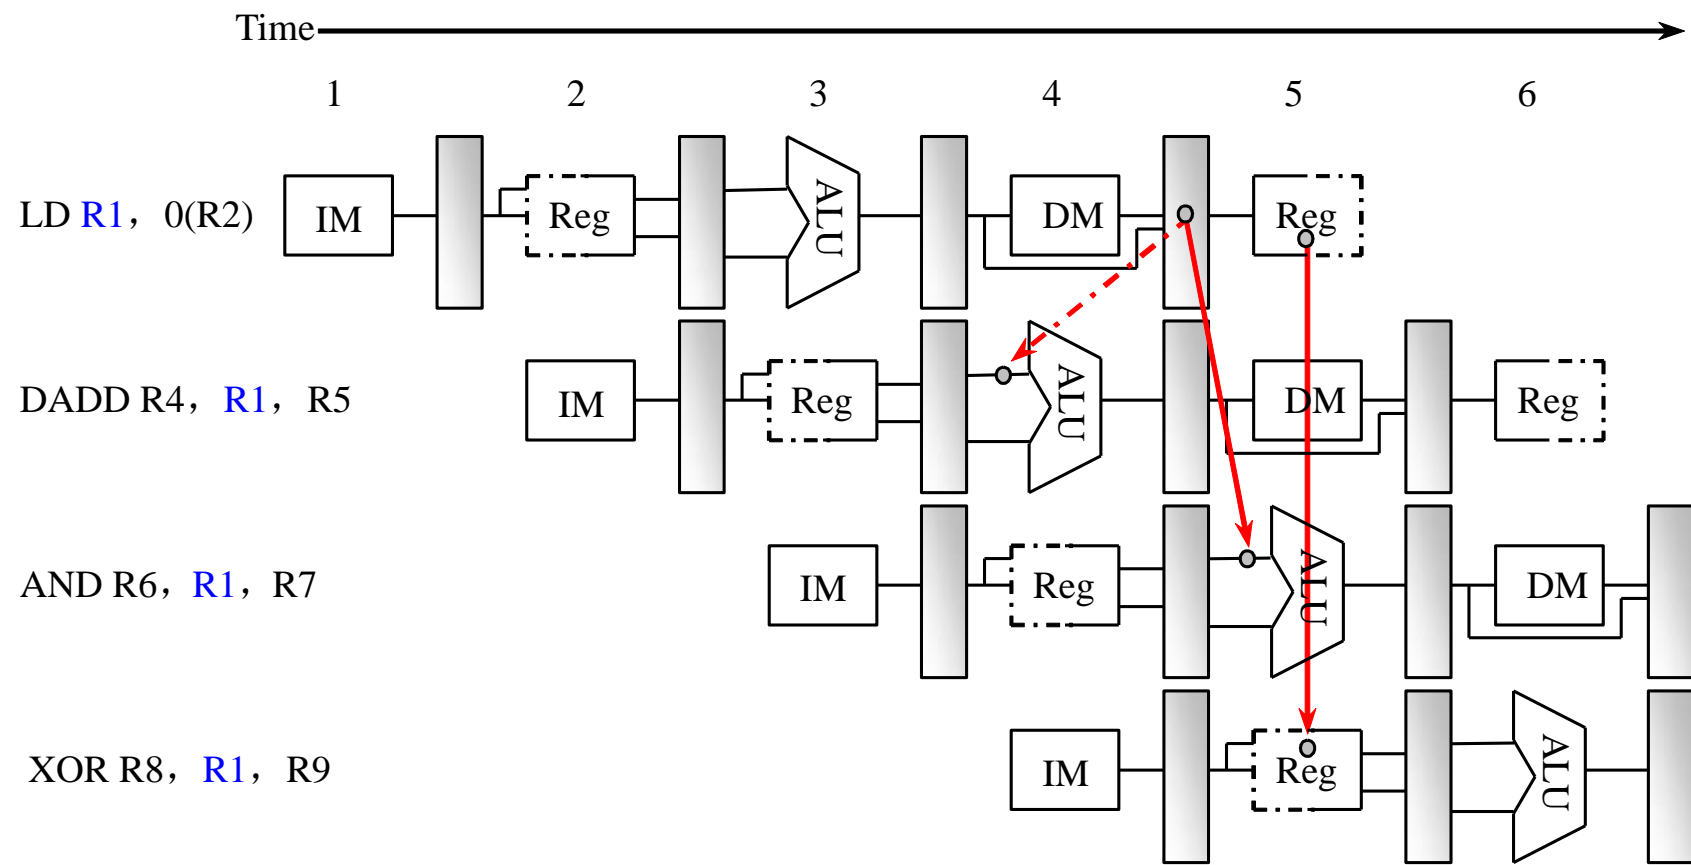 Time
1 2 3 4 5 6
LD R1， 0(R2) IM Reg ALU DM Reg
DADD R4， R1， R5 IM Reg ALU DM Reg
AND R6， R1， R7 IM Reg ALU DM
XOR R8， R1， R9 IM Reg ALU